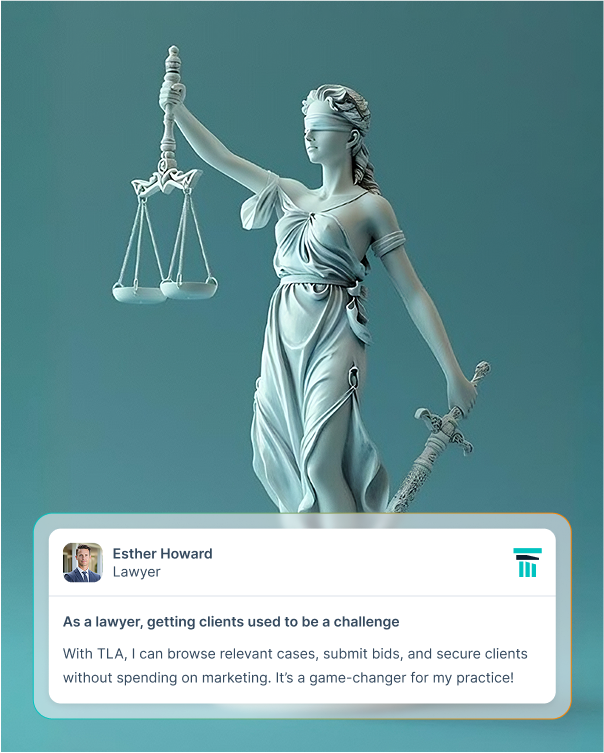 Esther Howard
Lawyer
As a lawyer, getting clients used to be a challenge
With TLA, I can browse relevant cases, submit bids, and secure clients
without spending on marketing. It’s a game-changer for my practice!